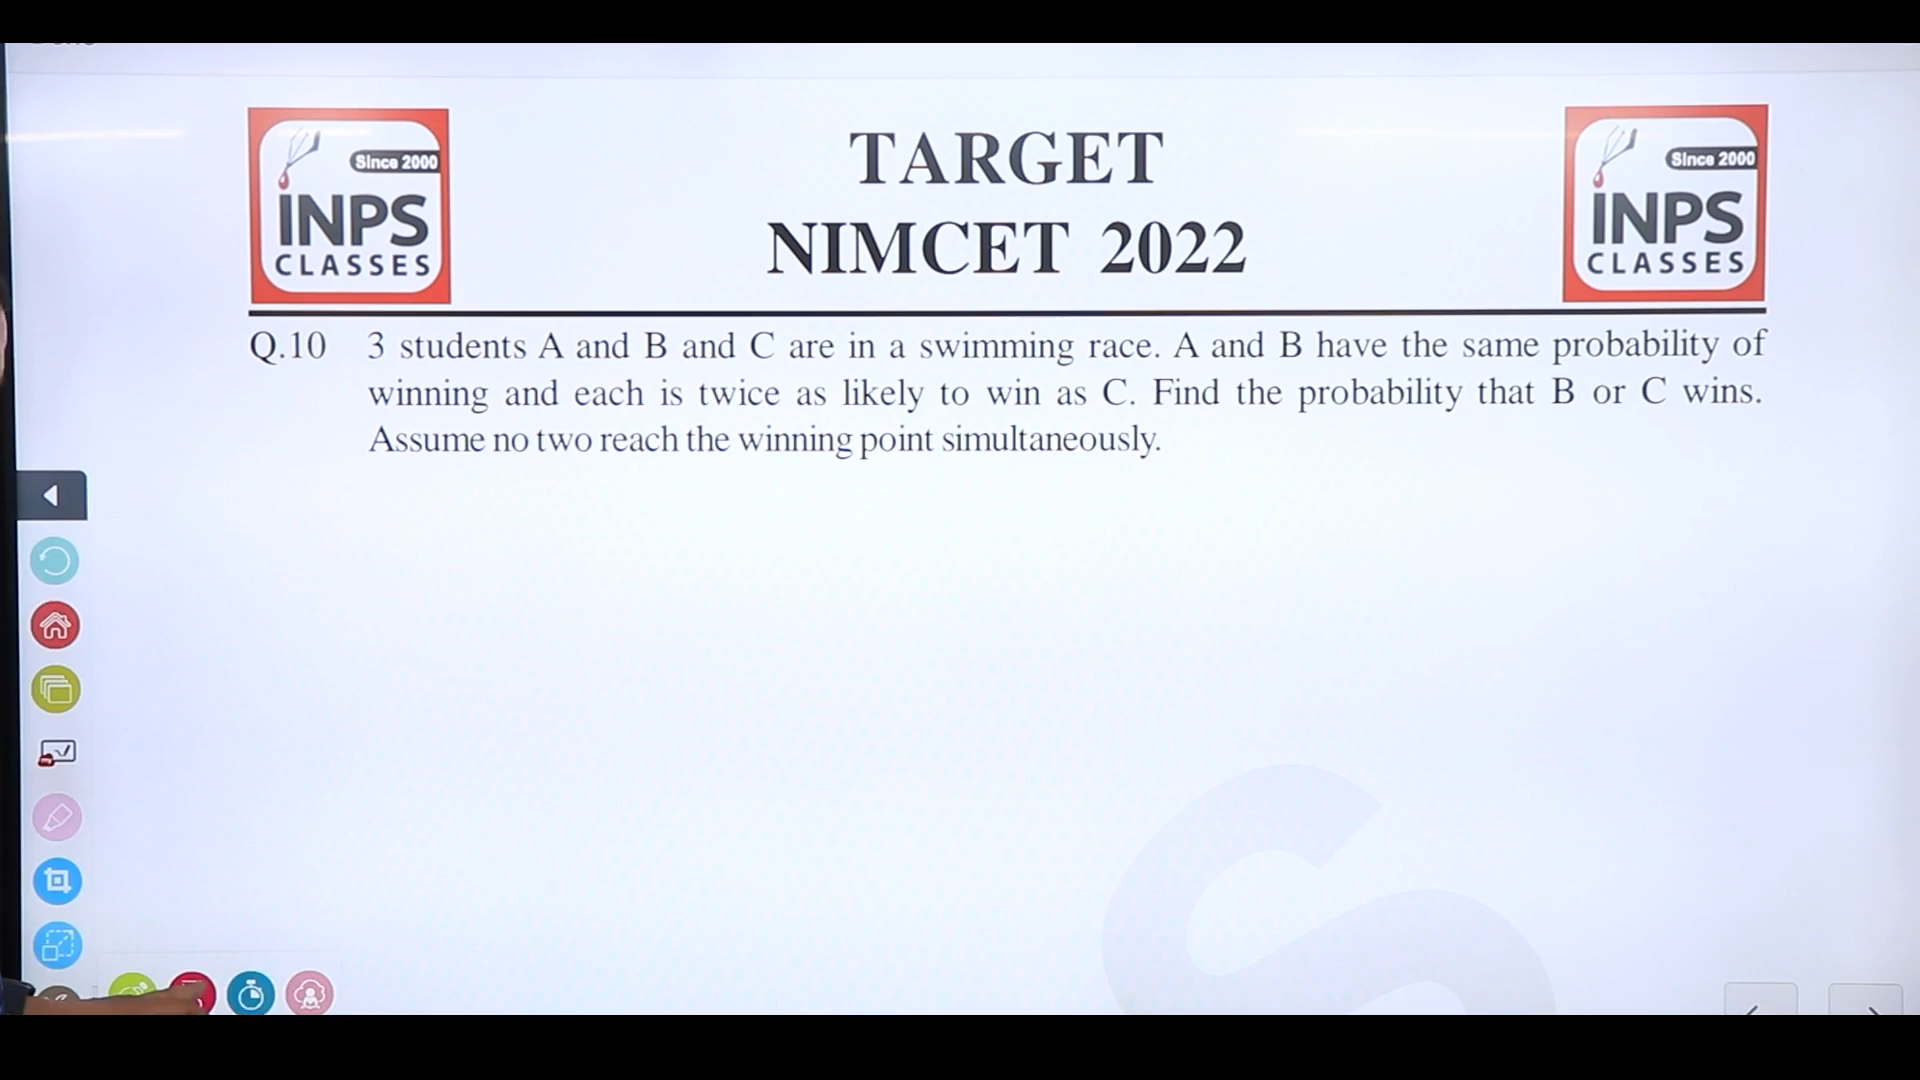 Since 2000
INPS
CLASSES
TARGET
NIMCET 2022
Since 2000
INPS
CLASSES
Q.10 3 students A and B and C are in a swimming race. A and B have the same probability of
winning and each is twice as likely to win as C. Find the probability that B or C wins.
Assume no two reach the winning point simultaneously.